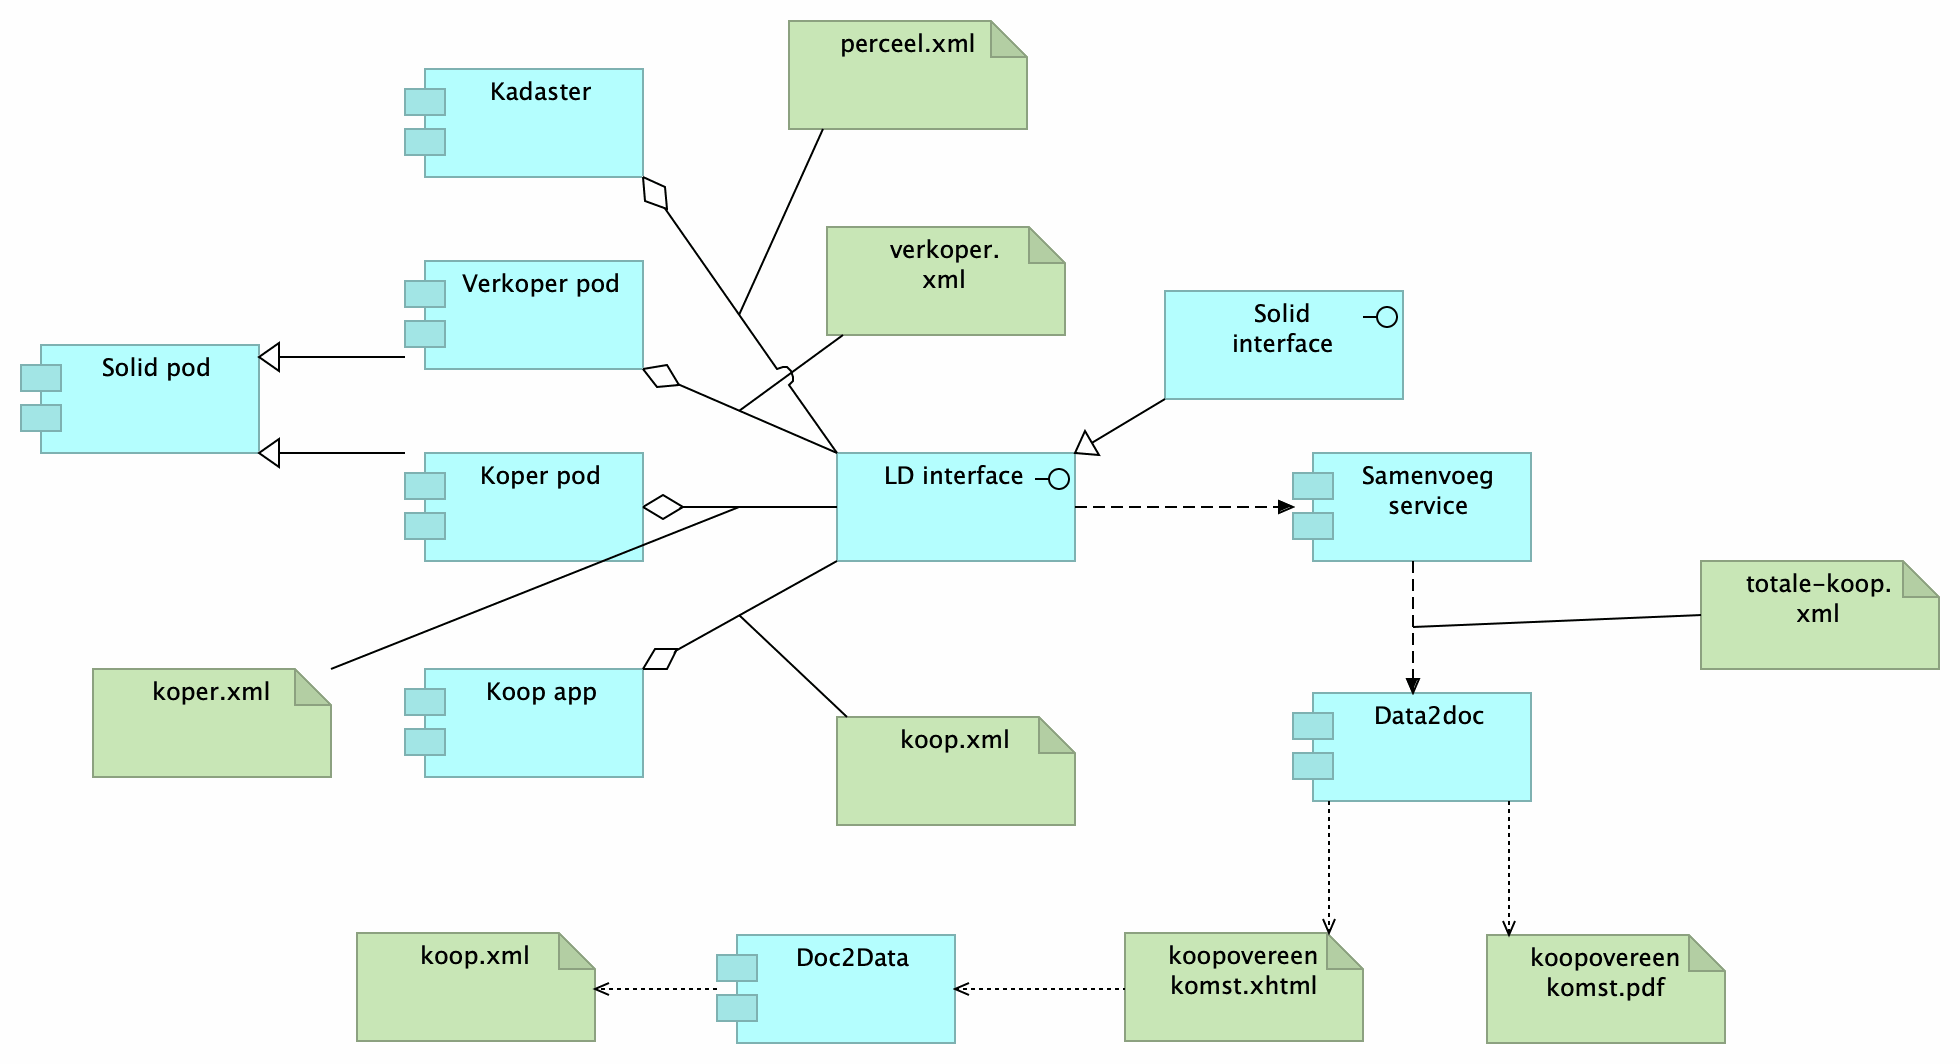 perceel.xml
Kadaster
verkoper.
xml
Verkoper pod
Solid
interface
Solid pod
Koper pod
LD interface
Samenvoeg
service
totale-koop.
xml
koper.xml
Koop app
koop.xml
Data2doc
koop.xml
Doc2Data
koopovereen
komst.xhtml
koopovereen
komst.pdf